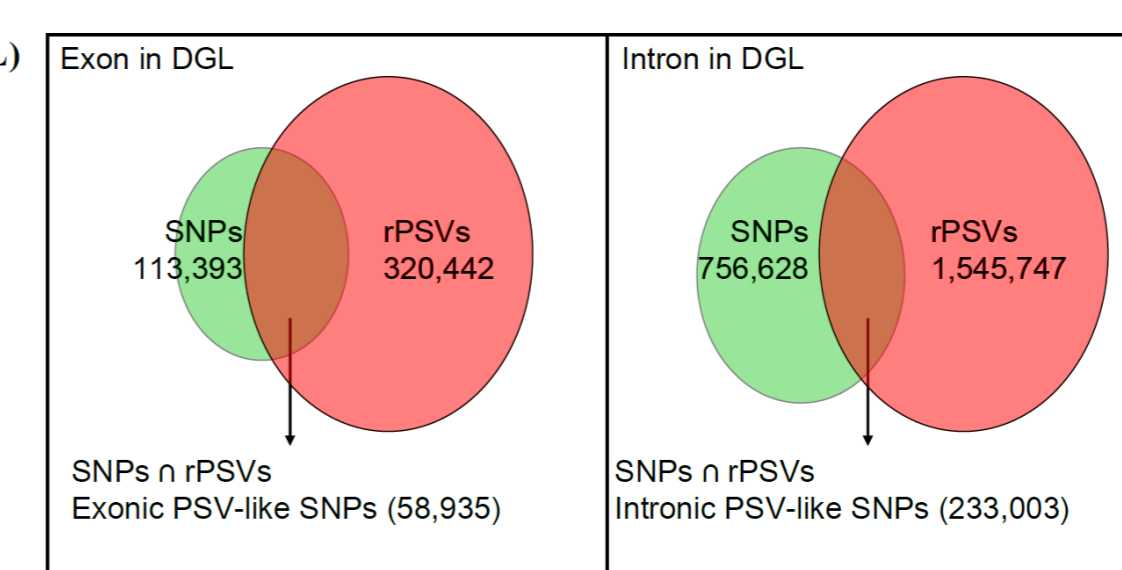 L)
Exon in DGL
SNPs
113,393
rPSVs
320,442
SNPs ∩ rPSVs
Exonic PSV-like SNPs (58,935)
Intron in DGL
SNPs
756,628
rPSVs
1,545,747
SNPs ∩ rPSVs
Intronic PSV-like SNPs (233,003)